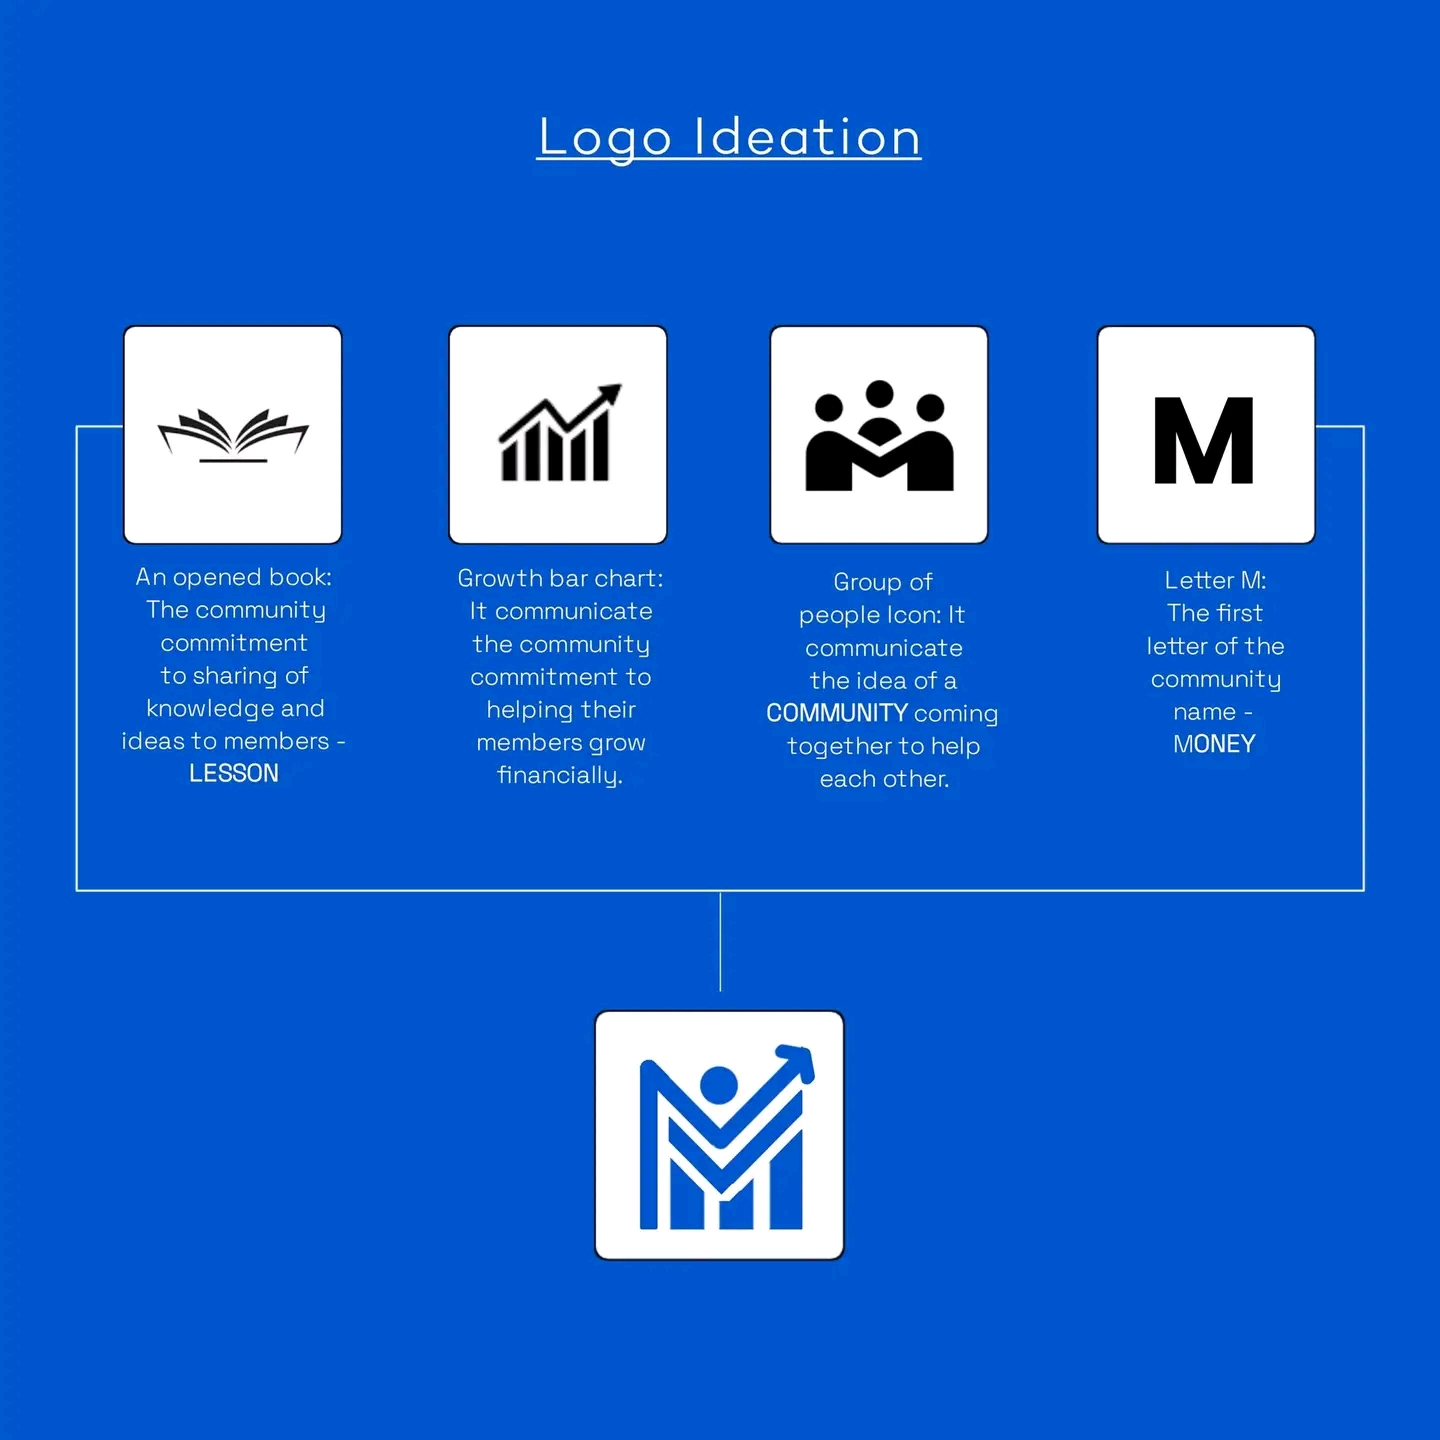 Logo Ideation
An opened book:
The community
commitment
to sharing of
knowledge and
ideas to members -
LESSON
Growth bar chart:
It communicate
the community
commitment to
helping their
members grow
financially.
Group of
people Icon: It
communicate
the idea of a
COMMUNITY coming
together to help
each other.
M
Letter M:
The first
letter of the
community
name -
MONEY